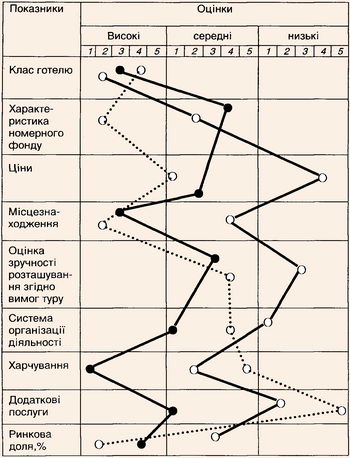 Показники
Оцінки
Високі
середні
низькі
1 2 3 4 5 1 2 3 4 5 1 2 3 4 5
Клас готелю
Характе-
ристика
номерного
фонду
Ціни
Місцезна-
ходження
Оцінка
зручності
розташуван-
ня згідно
вимог туру
Система
організації
діяльності
Харчування
Додаткові
послуги
Ринкова
доля,%